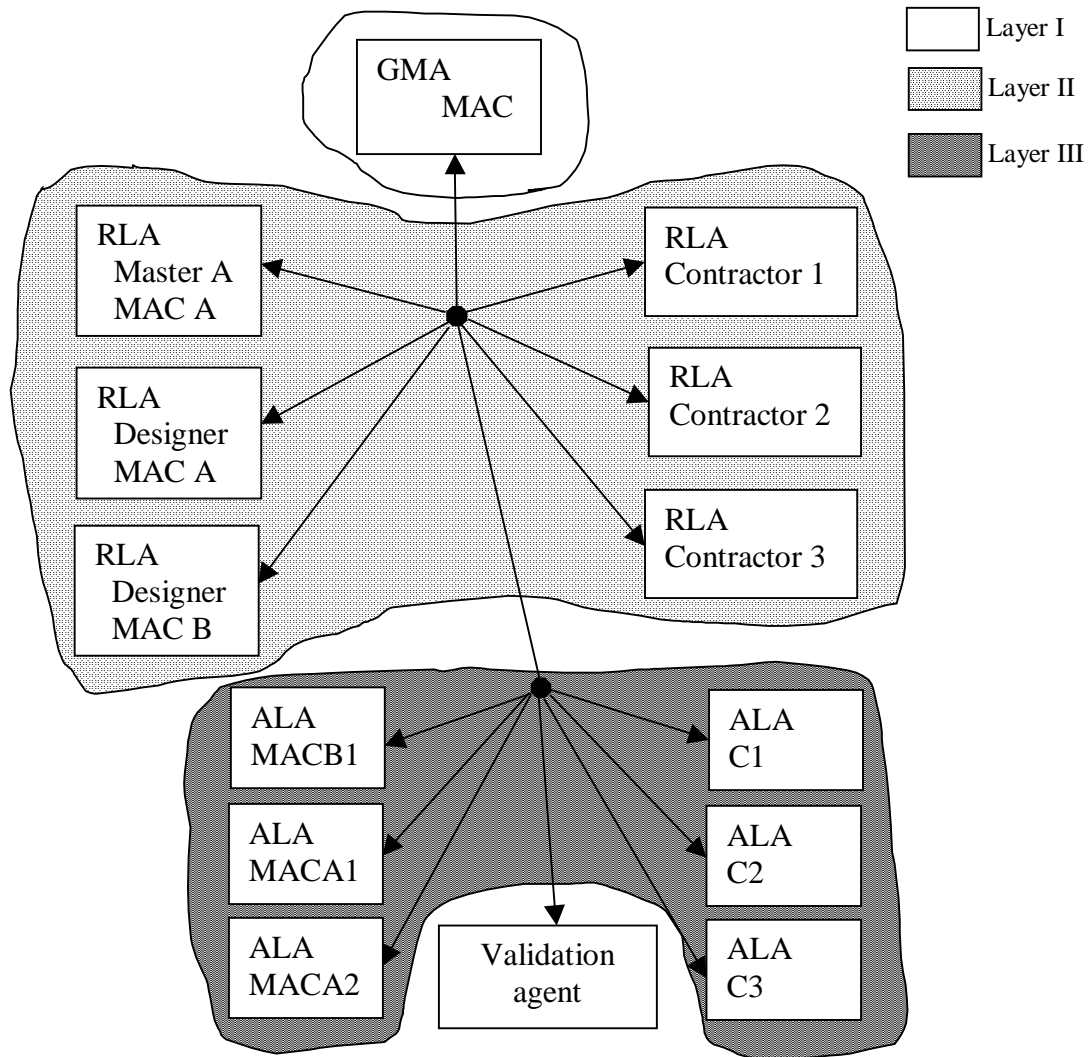 GMA
MAC
Layer I
Layer II
Layer III
RLA
Master A
MAC A
RLA
Designer
MAC A
RLA
Designer
MAC B
RLA
Contractor 1
RLA
Contractor 2
RLA
Contractor 3
ALA
MACB1
ALA
MACA1
ALA
MACA2
Validation
agent
ALA
C1
ALA
C2
ALA
C3